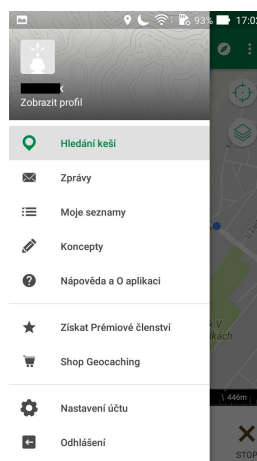 93% 17:02
Zobrazit profil
Hledání keší
Zprávy
Moje seznamy
Koncepty
Nápověda a O aplikaci
Získat Prémiové členství
Shop Geocaching
Nastavení účtu
Odhlášení
446m
STOP